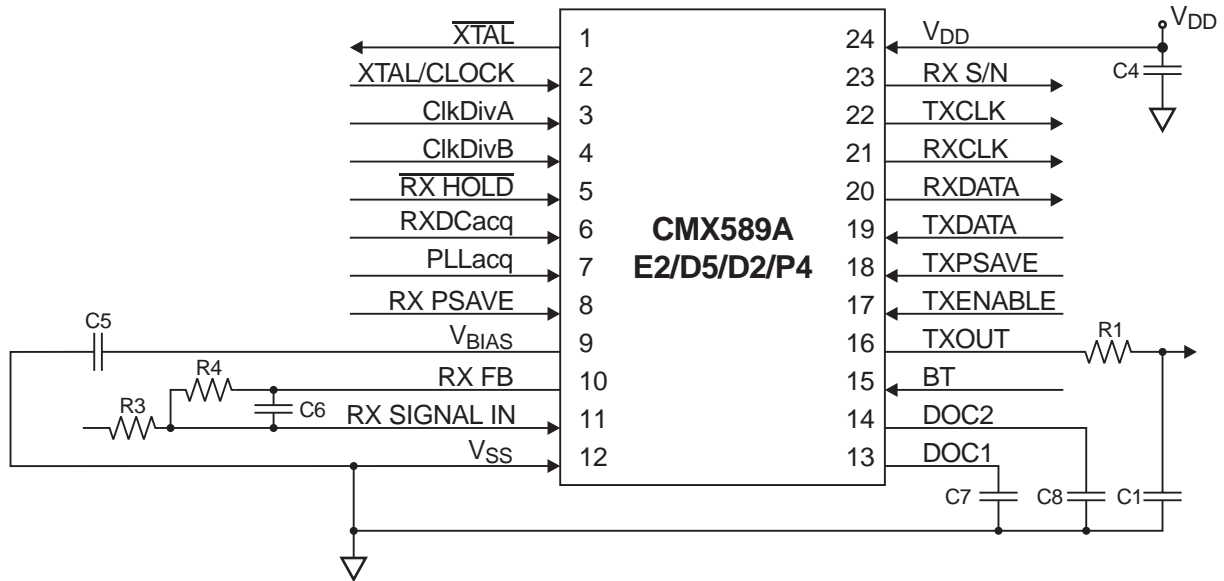 XTAL 1 24 VDD VDD
XTAL/CLOCK 2 23 RX S/N C4
ClkDivA 3 22 TXCLK
ClkDivB 4 21 RXCLK
RX HOLD 5 20 RXDATA
RXDCacq 6 CMX589A 19 TXDATA
PLLacq 7 E2/D5/D2/P4 18 TXPSAVE
RX PSAVE 8 17 TXENABLE
C5 VBIAS 9 16 TXOUT R1
R4 RX FB 10 15 BT
R3 C6 RX SIGNAL IN 11 14 DOC2
VSS 12 13 DOC1
C7 C8 C1